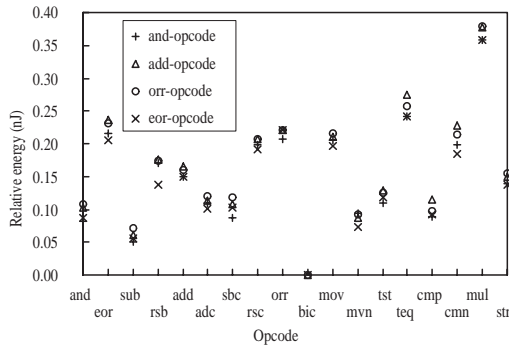 0.40
0.35
0.30
0.25
0.20
0.15
0.10
0.05
0.00
Relative energy (nJ)
and-opcode
add-opcode
orr-opcode
eor-opcode
and sub add sbc orr mov tst cmp mul
eor rsb adc rsc bic mvn teq cmn str
Opcode